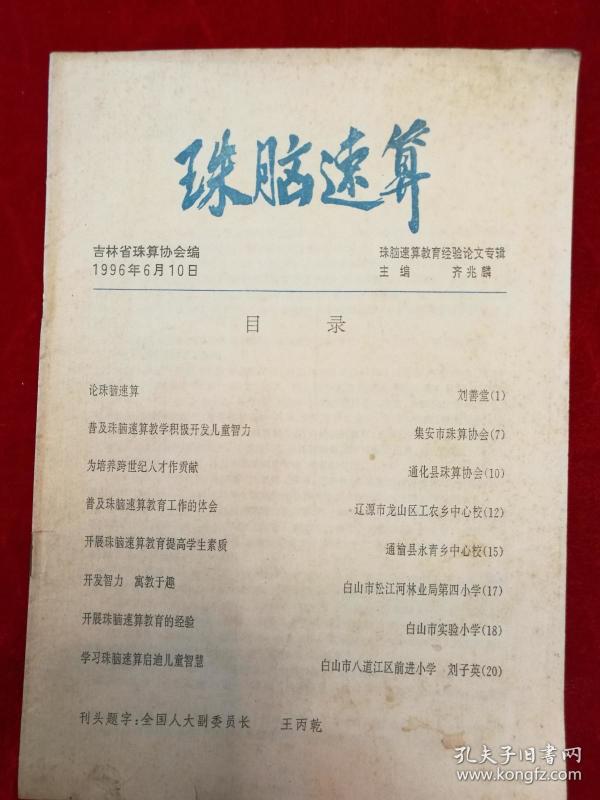 珠脑速算
吉林省珠算协会编
1996年6月10日
珠脑速算教育经验论文专辑
主 编 齐兆麟
目 录
论珠脑速算 刘善堂(1)
普及珠脑速算教学积极开发儿童智力 集安市珠算协会(7)
为培养跨世纪人才作贡献 通化县珠算协会(10)
普及珠脑速算教育工作的体会 辽源市龙山区工农乡中心校(12)
开展珠脑速算教育提高学生素质 通榆县永青乡中心校(15)
开发智力 寓教于趣 白山市松江河林业局第四小学(17)
开展珠脑速算教育的经验 白山市实验小学(18)
学习珠脑速算启迪儿童智慧 白山市八道江区前进小学 刘子英(20)
刊头题字:全国人大副委员长 王丙乾
孔夫子旧书网
www.kongfz.com